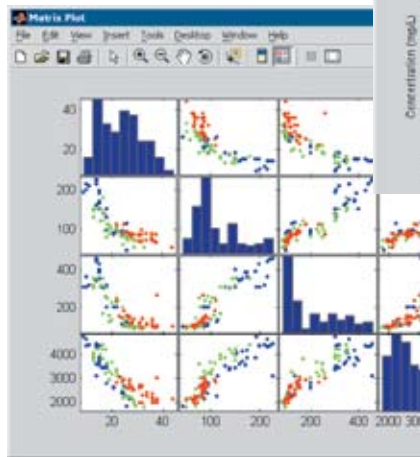 Matrix Plot
File Edit View Insert Tools Desktop Window Help
Concentration (mg/L)
40
20
200
100
400
200
4000
3000
2000
20 40 100 200 200 400 2000 300